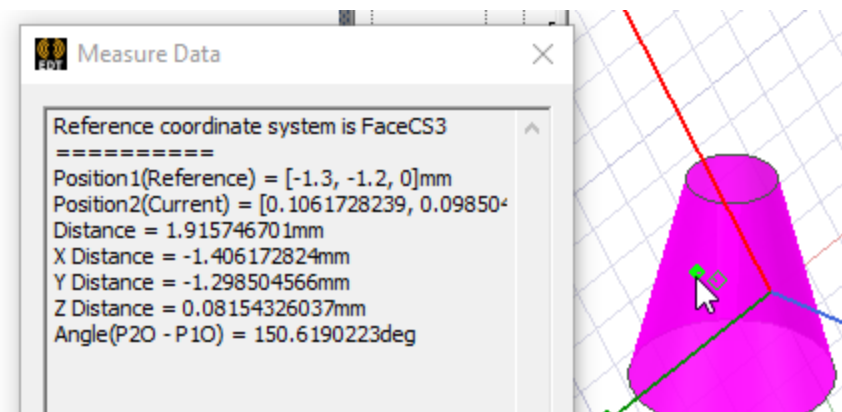 EDT Measure Data
Reference coordinate system is FaceCS3
==========
Position1(Reference) = [-1.3, -1.2, 0]mm
Position2(Current) = [0.1061728239, 0.09850
Distance = 1.915746701mm
X Distance = -1.406172824mm
Y Distance = -1.298504566mm
Z Distance = 0.08154326037mm
Angle(P2O - P1O) = 150.6190223deg